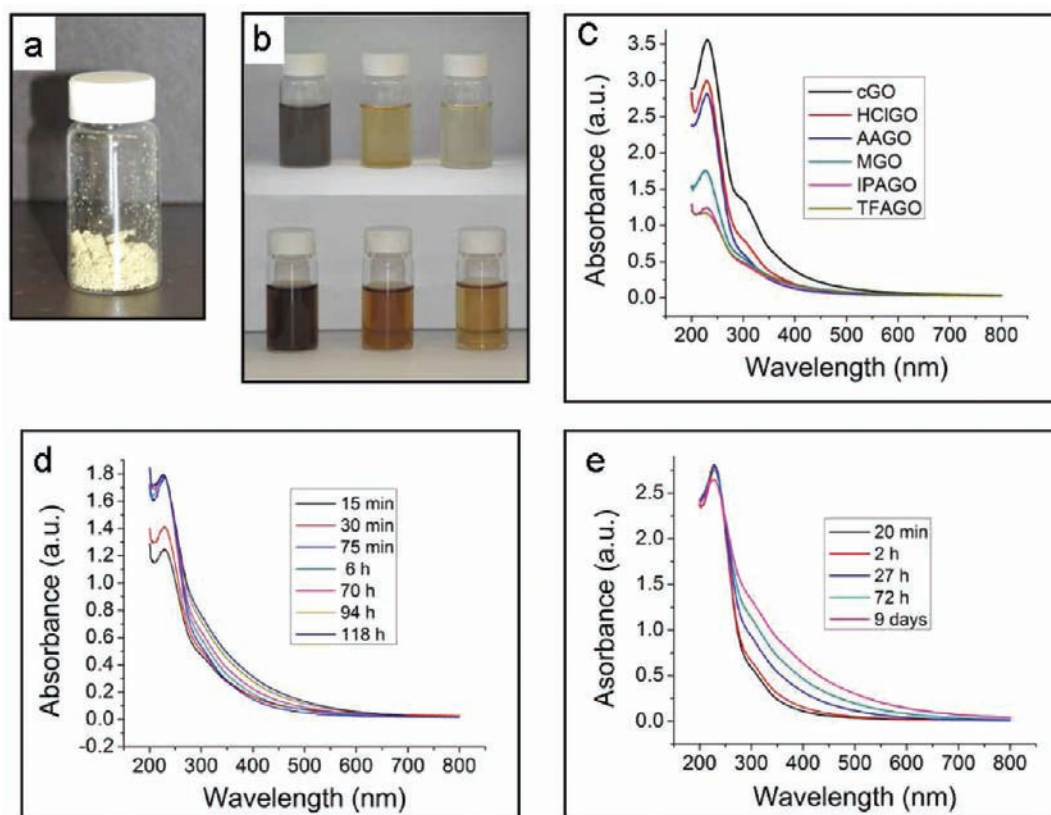 a
b
c
3.5
3.0
2.5
2.0
1.5
1.0
0.5
0.0
Absorbance (a.u.)
cGO
HClGO
AAGO
MGO
IPAGO
TFAGO
200 300 400 500 600 700 800
Wavelength (nm)
d
1.8
1.6
1.4
1.2
1.0
0.8
0.6
0.4
0.2
0.0
-0.2
Absorbance (a.u.)
15 min
30 min
75 min
6 h
70 h
94 h
118 h
200 300 400 500 600 700 800
Wavelength (nm)
e
2.5
2.0
1.5
1.0
0.5
0.0
Asorbance (a.u.)
20 min
2 h
27 h
72 h
9 days
200 300 400 500 600 700 800
Wavelength (nm)